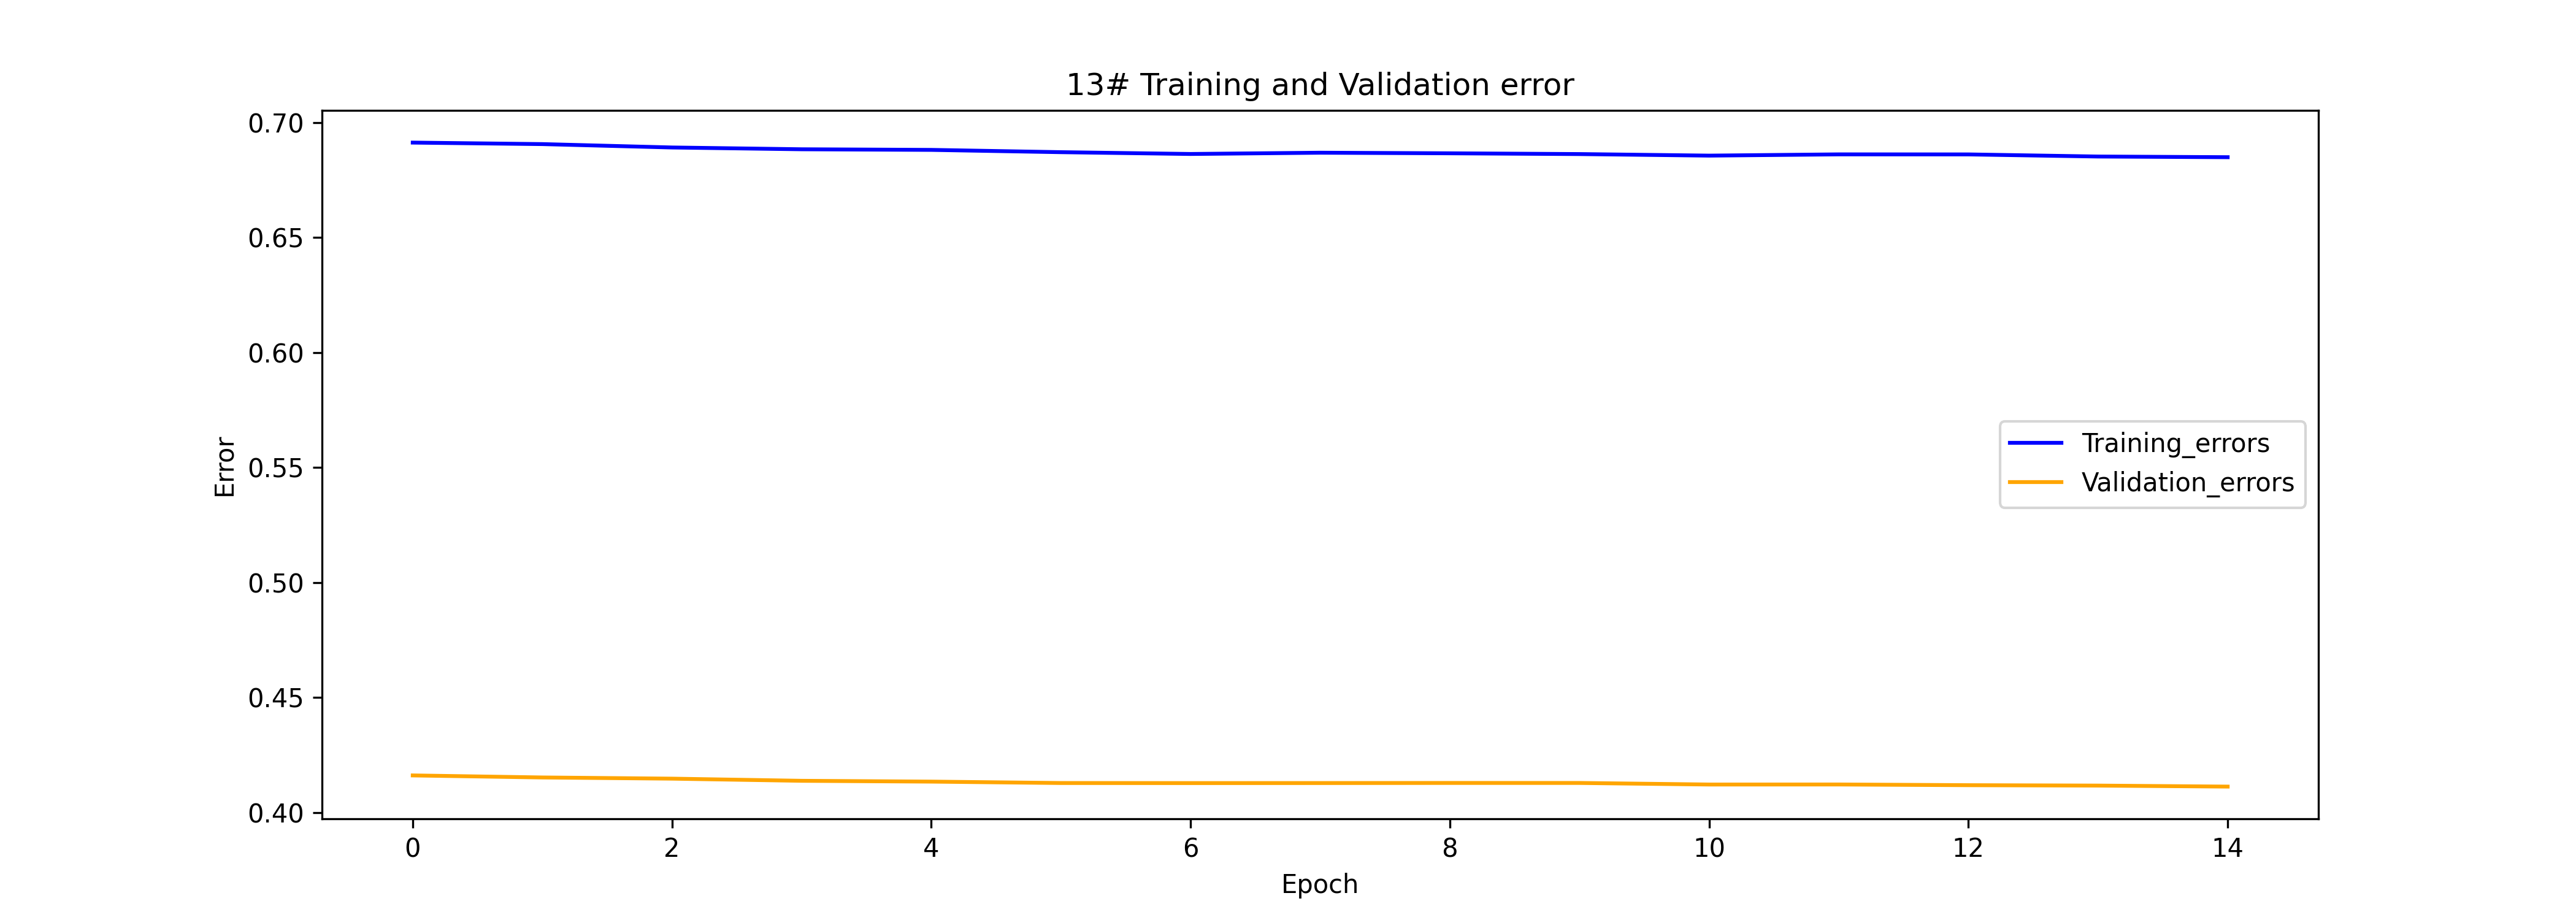 13# Training and Validation error
0.70
0.65
0.60
0.55
0.50
0.45
0.40
Error
Training_errors
Validation_errors
0 2 4 6 8 10 12 14
Epoch